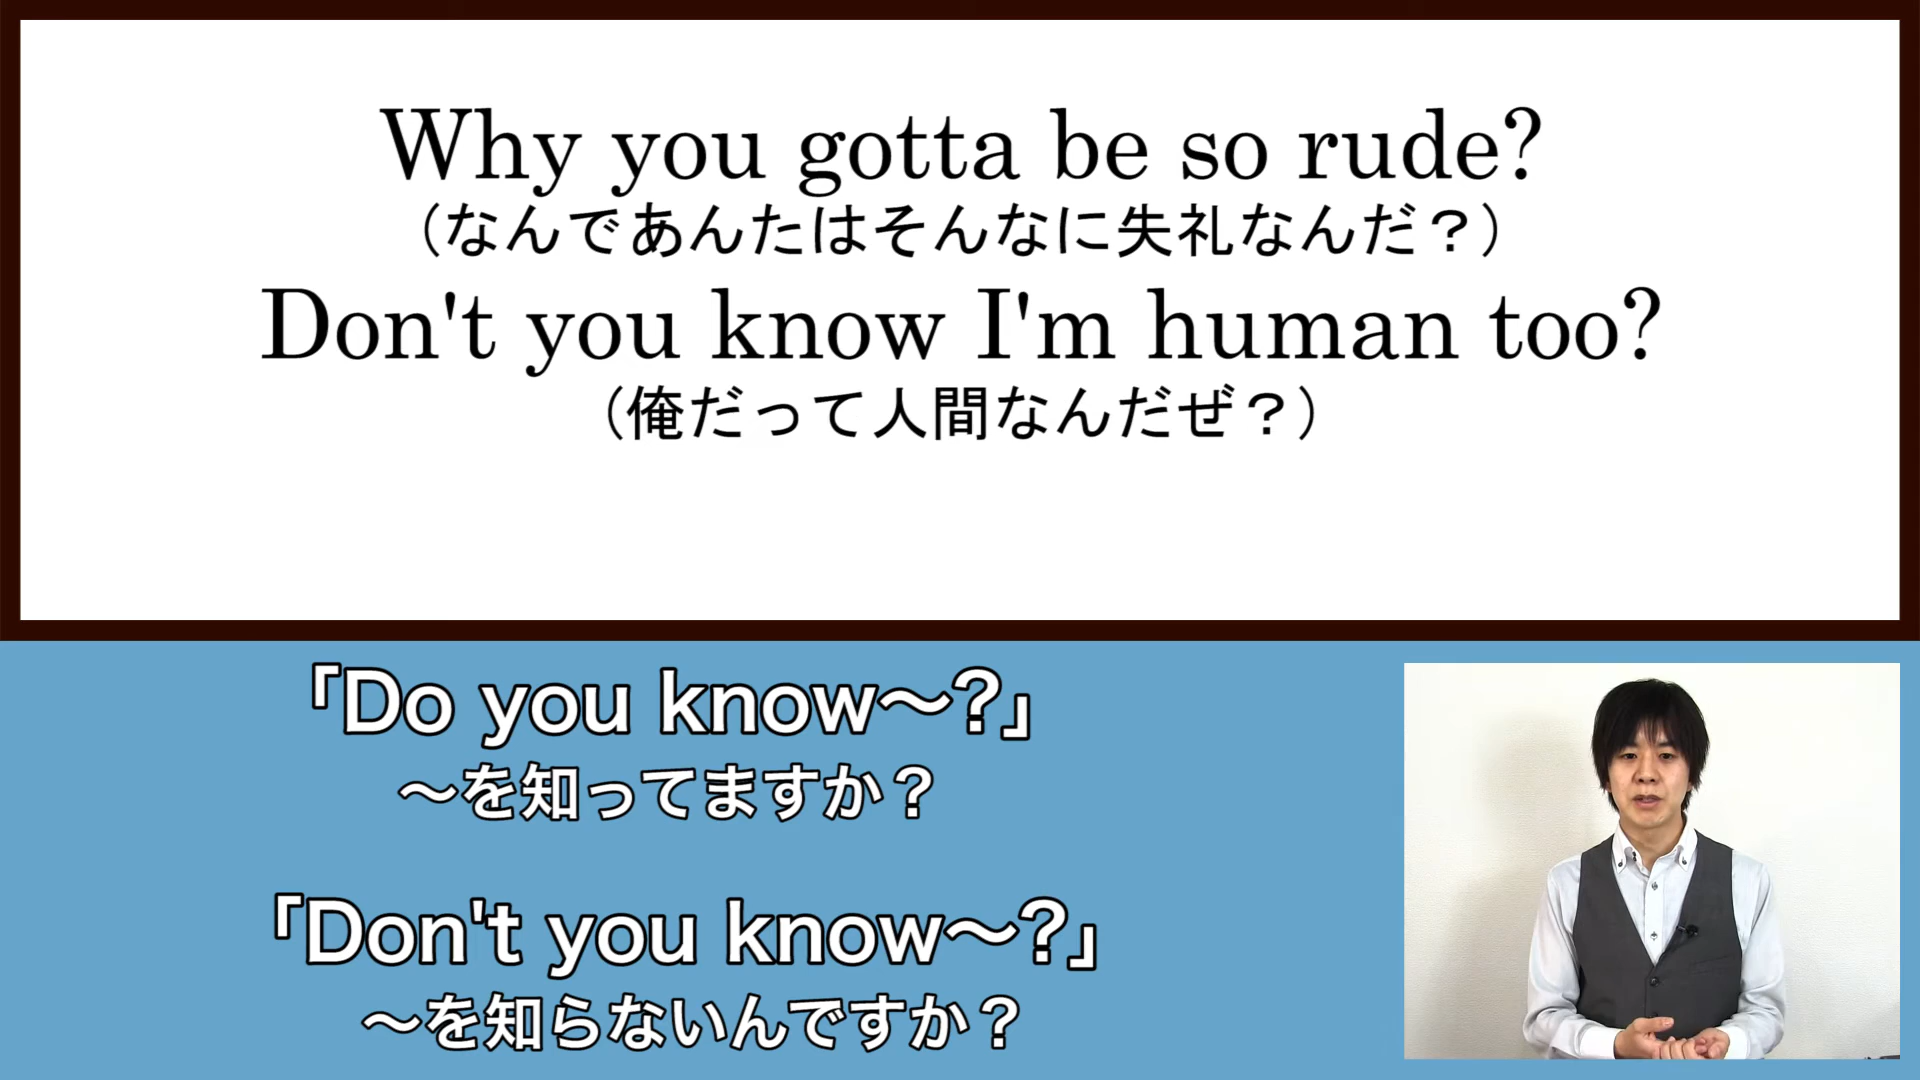 Why you gotta be so rude?
（なんであんたはそんなに失礼なんだ？）
Don't you know I'm human too?
（俺だって人間なんだぜ？）
「Do you know〜?」
〜を知ってますか？
「Don't you know〜?」
〜を知らないんですか？